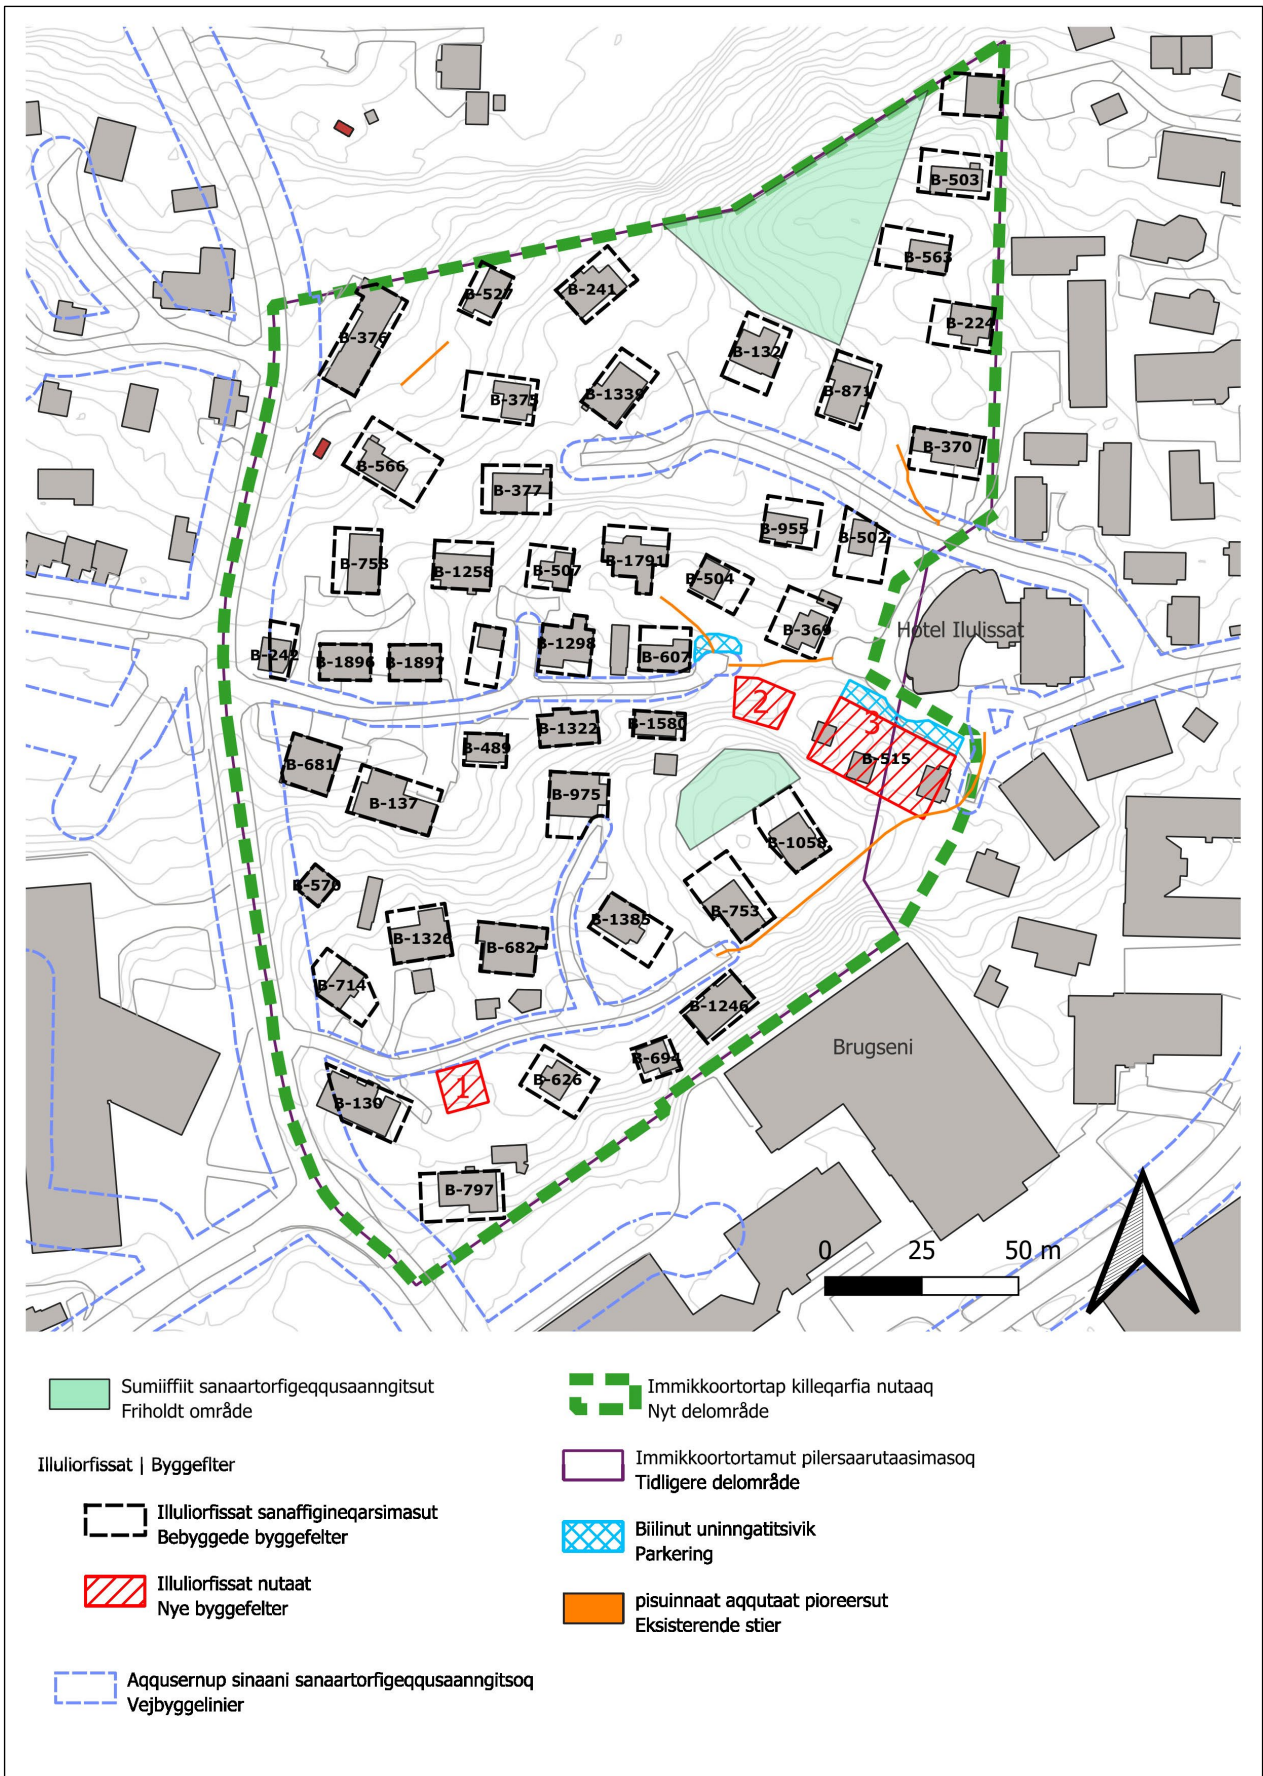 B-503
B-563
B-527
B-241
B-224
B-376
B-132
B-871
B-1339
B-375
B-370
B-566
B-377
B-955
B-502
B-758
B-1258
B-507
B-1791
B-504
B-369
Hotel Ilulissat
B-242
B-1896
B-1897
B-1298
B-607
2
3
B-1322
B-1580
B-489
B-515
B-681
B-137
B-975
B-1058
B-570
B-753
B-1385
B-1326
B-682
B-714
B-1246
B-694
Brugseni
B-626
1
B-130
B-797
0 25 50 m
Sumiiffiit sanaartorfigeqqusaanngitsut
Friholdt område
Illuliorfissat | Byggeflter
Illuliorfissat sanaffigineqarsimasut
Bebyggede byggefelter
Illuliorfissat nutaat
Nye byggefelter
Aqqusernup sinaani sanaartorfigeqqusaanngitsoq
Vejbyggelinier
Immikkoortortap killeqarfia nutaaq
Nyt delområde
Immikkoortortamut pilersaarutaasimasoq
Tidligere delområde
Biilinut uninngatitsivik
Parkering
pisuinnaat aqqutaat pioreersut
Eksisterende stier